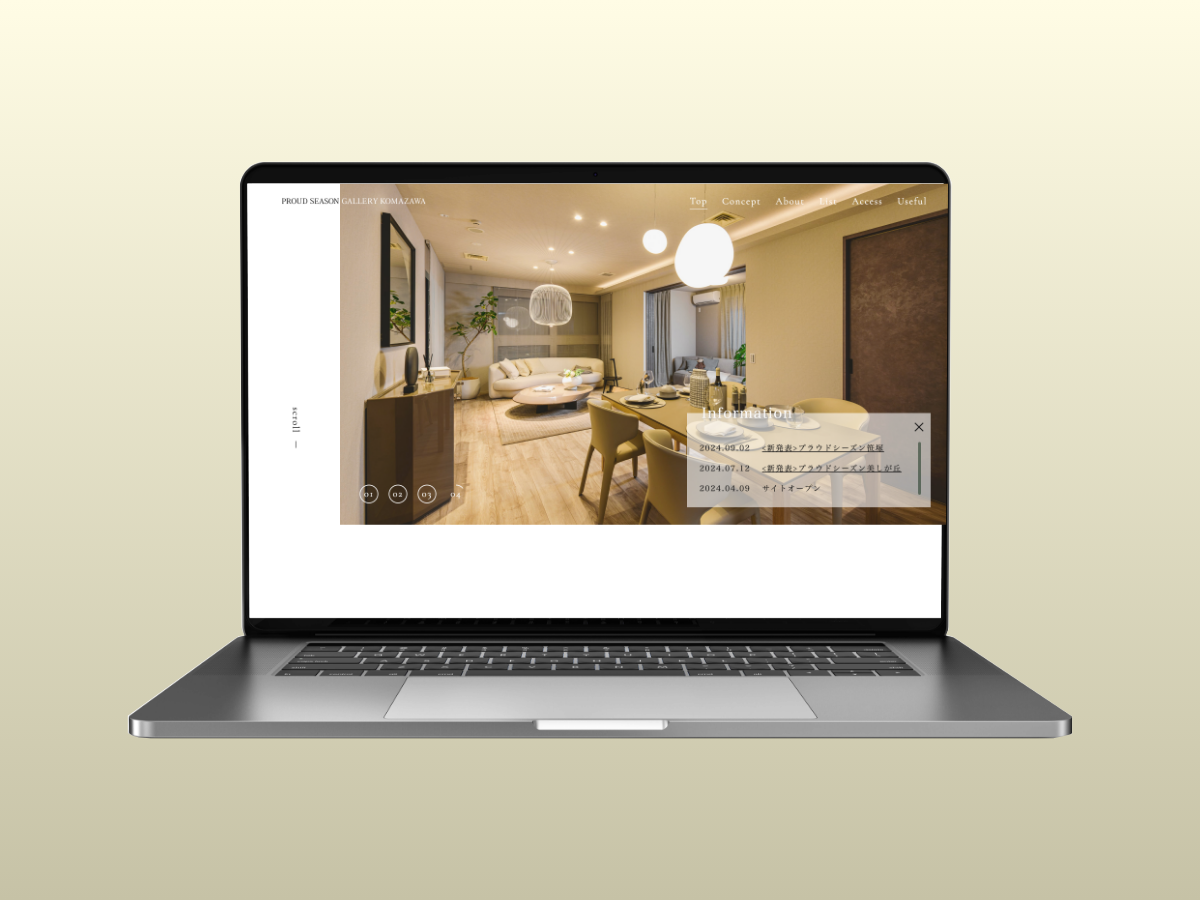 PROUD SEASON GALLERY KOMAZAWA
Top Concept About List Access Useful
scroll
Information
2024.09.02 <新発表>プラウドシーズン笹塚
2024.07.12 <新発表>プラウドシーズン美しが丘
2024.04.09 サイトオープン
01 02 03 04